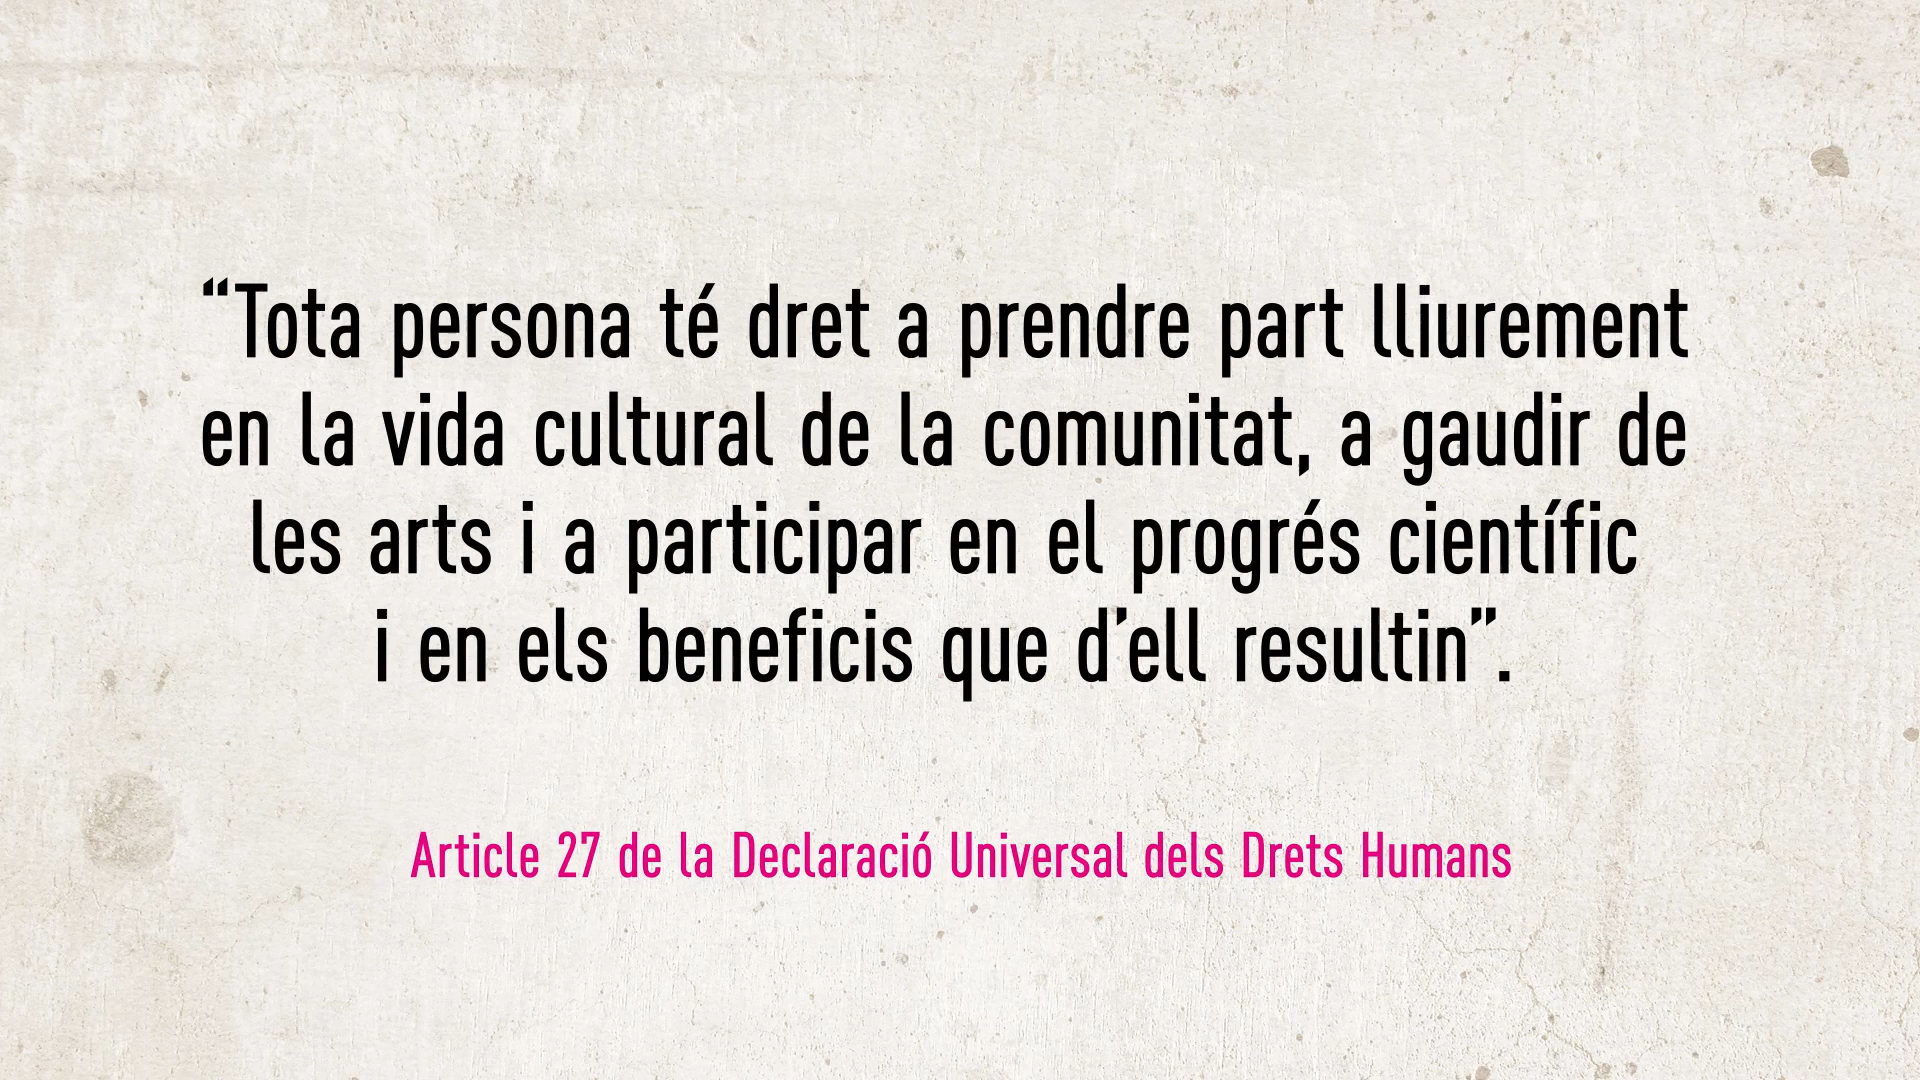 “Tota persona té dret a prendre part lliurement
en la vida cultural de la comunitat, a gaudir de
les arts i a participar en el progrés científic
i en els beneficis que d’ell resultin”.
Article 27 de la Declaració Universal dels Drets Humans